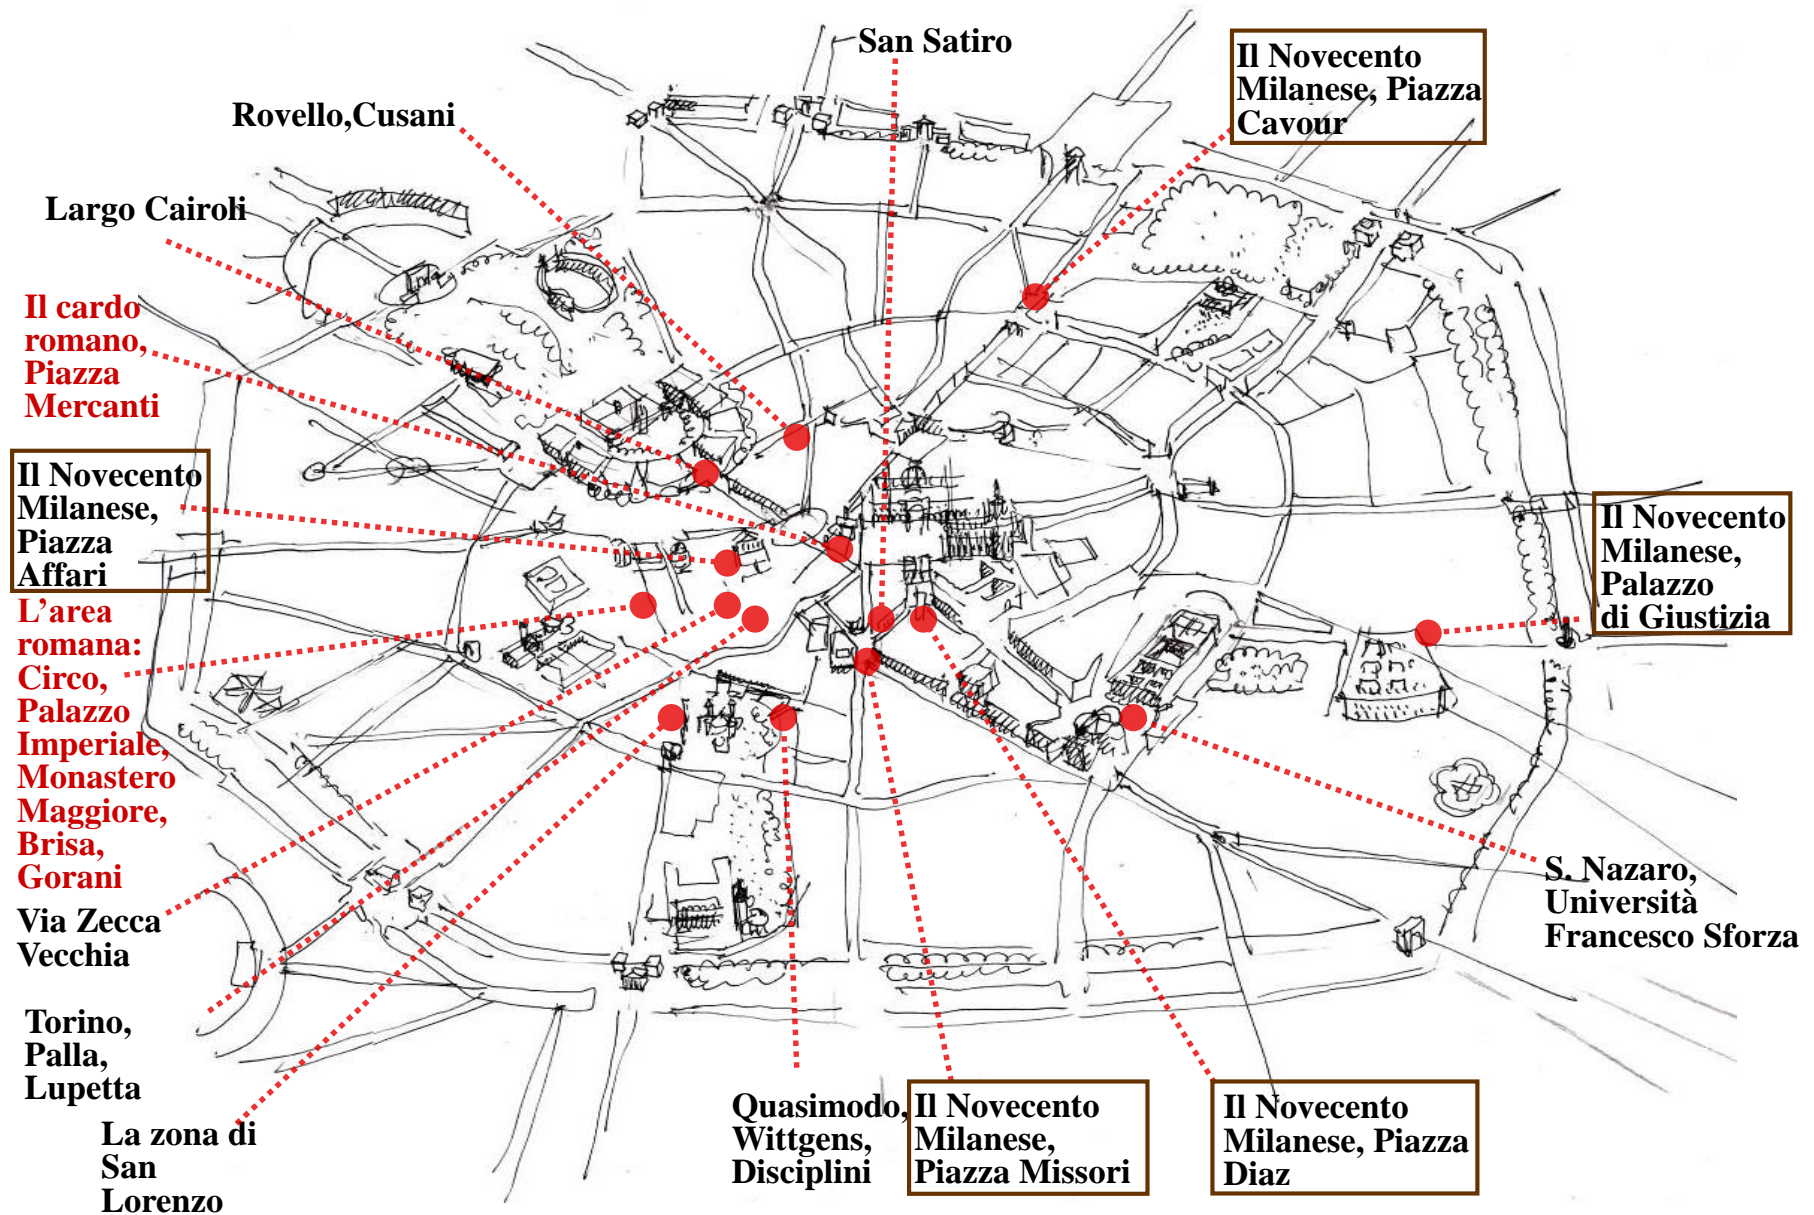 San Satiro
Il Novecento
Milanese, Piazza
Cavour
Rovello,Cusani
Largo Cairoli
Il cardo
romano,
Piazza
Mercanti
Il Novecento
Milanese,
Piazza
Affari
Il Novecento
Milanese,
Palazzo
di Giustizia
L’area
romana:
Circo,
Palazzo
Imperiale,
Monastero
Maggiore,
Brisa,
Gorani
S. Nazaro,
Università
Francesco Sforza
Via Zecca
Vecchia
Torino,
Palla,
Lupetta
La zona di
San
Lorenzo
Quasimodo,
Wittgens,
Disciplini
Il Novecento
Milanese,
Piazza Missori
Il Novecento
Milanese, Piazza
Diaz